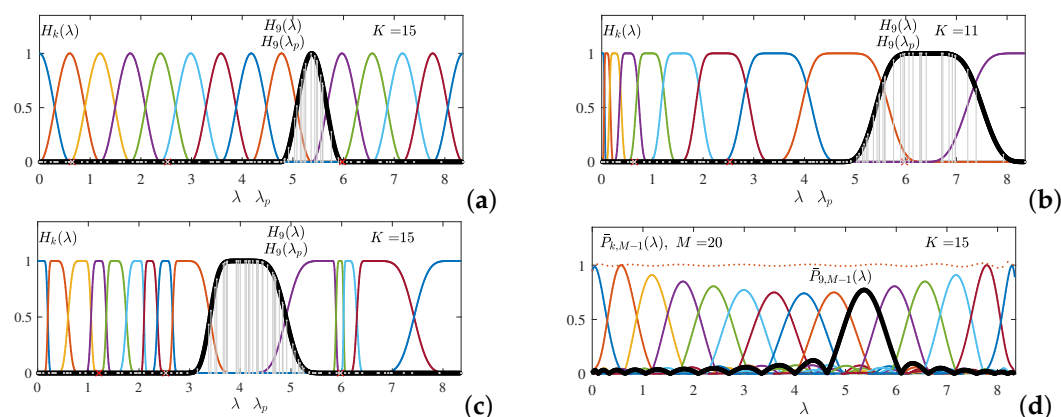 H_k(λ) H_9(λ) K = 15
H_9(λ_p)
1
0.5
0
0 1 2 3 4 5 6 7 8
λ λ_p
(a)
H_k(λ) H_9(λ) K = 11
H_9(λ_p)
1
0.5
0
0 1 2 3 4 5 6 7 8
λ λ_p
(b)
H_k(λ) H_9(λ) K = 15
H_9(λ_p)
1
0.5
0
0 1 2 3 4 5 6 7 8
λ λ_p
(c)
P̄_{k,M−1}(λ), M = 20 K = 15
P̄_{9,M−1}(λ)
1
0.5
0
0 1 2 3 4 5 6 7 8
λ
(d)